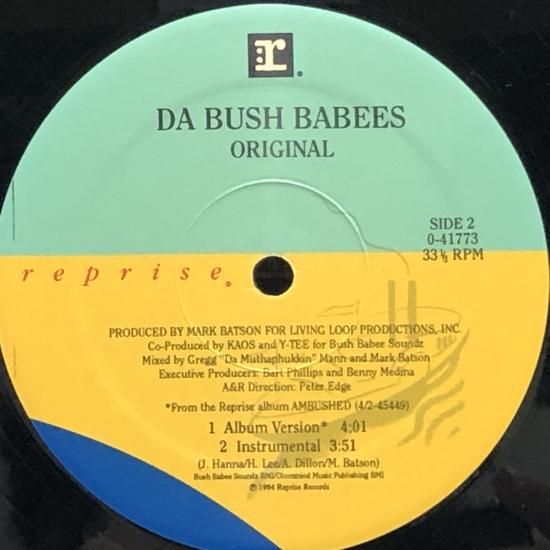 r
DA BUSH BABEES
ORIGINAL
SIDE 2
0-41773
33⅓ RPM
reprise
PRODUCED BY MARK BATSON FOR LIVING LOOP PRODUCTIONS, INC.
Co-Produced by KAOS and Y-TEE for Bush Babee Soundz
Mixed by Gregg "Da Muthaphukkin" Mann and Mark Batson
Executive Producers: Bart Phillips and Benny Medina
A&R Direction: Peter Edge
*From the Reprise album AMBUSHED (4/2-45449)
1 Album Version* 4:01
2 Instrumental 3:51
(J. Hanna/H. Lee/A. Dillon/M. Batson)
Bush Babee Soundz BMI/ Music Publishing BMI
℗ 1994 Reprise Records